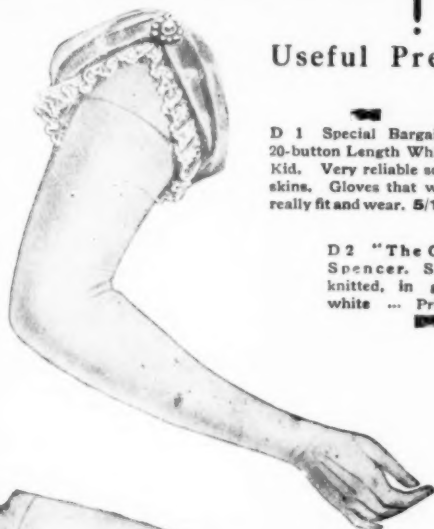 !
Useful Pre
D 1 Special Barga
20-button Length Wh
Kid. Very reliable s
skins. Gloves that w
really fit and wear. 5/1
D 2 "The
Spencer. S
knitted, in
white ... Pr